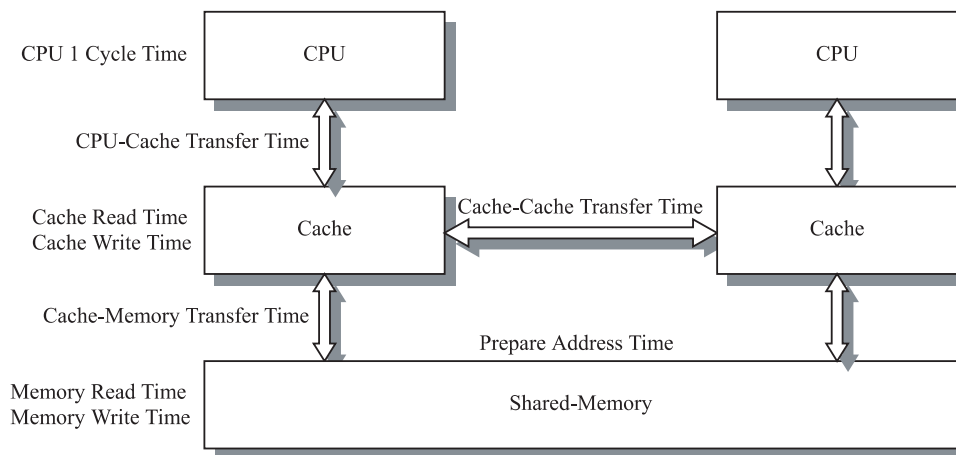 CPU 1 Cycle Time
CPU
CPU
CPU-Cache Transfer Time
Cache Read Time
Cache Write Time
Cache
Cache-Cache Transfer Time
Cache
Cache-Memory Transfer Time
Prepare Address Time
Memory Read Time
Memory Write Time
Shared-Memory